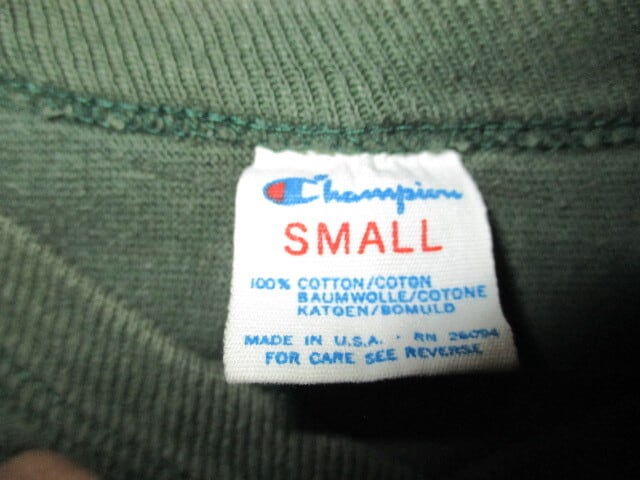 Champion
SMALL
100% COTTON/COTON
BAUMWOLLE/COTONE
KATOEN/BOMULD
MADE IN U.S.A. · RN 26094
FOR CARE SEE REVERSE